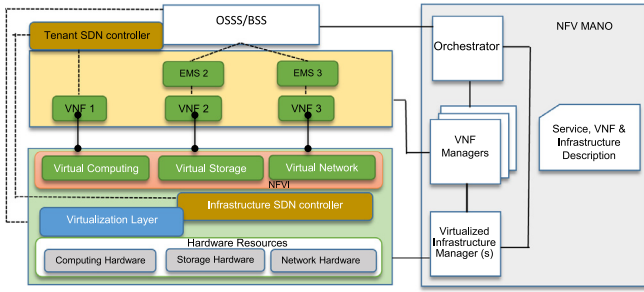 OSSS/BSS
NFV MANO
Tenant SDN controller
Orchestrator
EMS 2
EMS 3
VNF 1
VNF 2
VNF 3
VNF
Managers
Service, VNF &
Infrastructure
Description
Virtual Computing
Virtual Storage
Virtual Network
NFVI
Infrastructure SDN controller
Virtualization Layer
Virtualized
Infrastructure
Manager (s)
Hardware Resources
Computing Hardware
Storage Hardware
Network Hardware